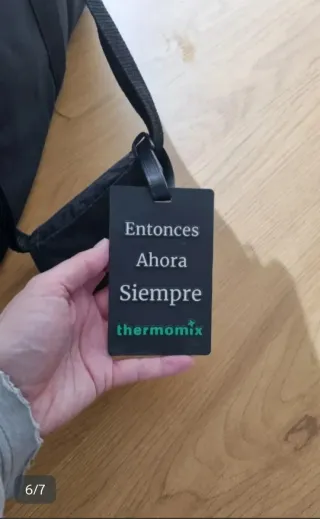 Entonces
Ahora
Siempre
thermomix
6/7